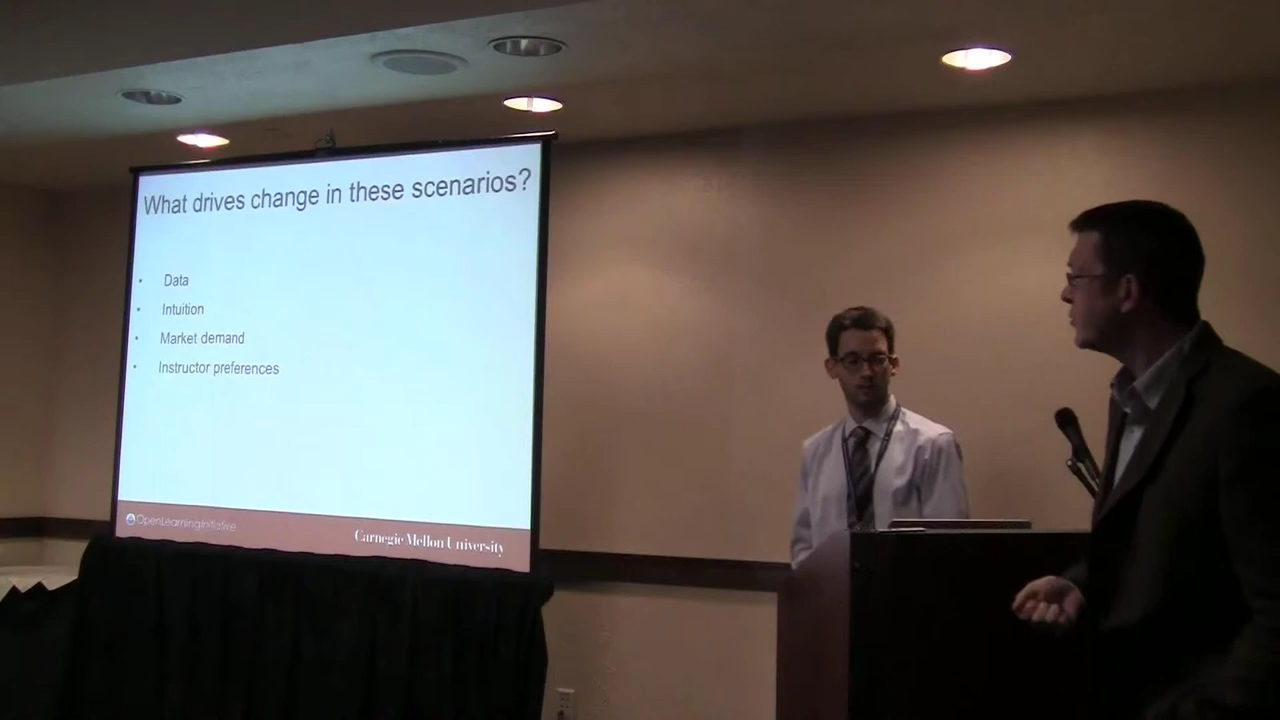 What drives change in these scenarios?
Data
Intuition
Market demand
Instructor preferences
OpenLearningInitiative
Carnegie Mellon University